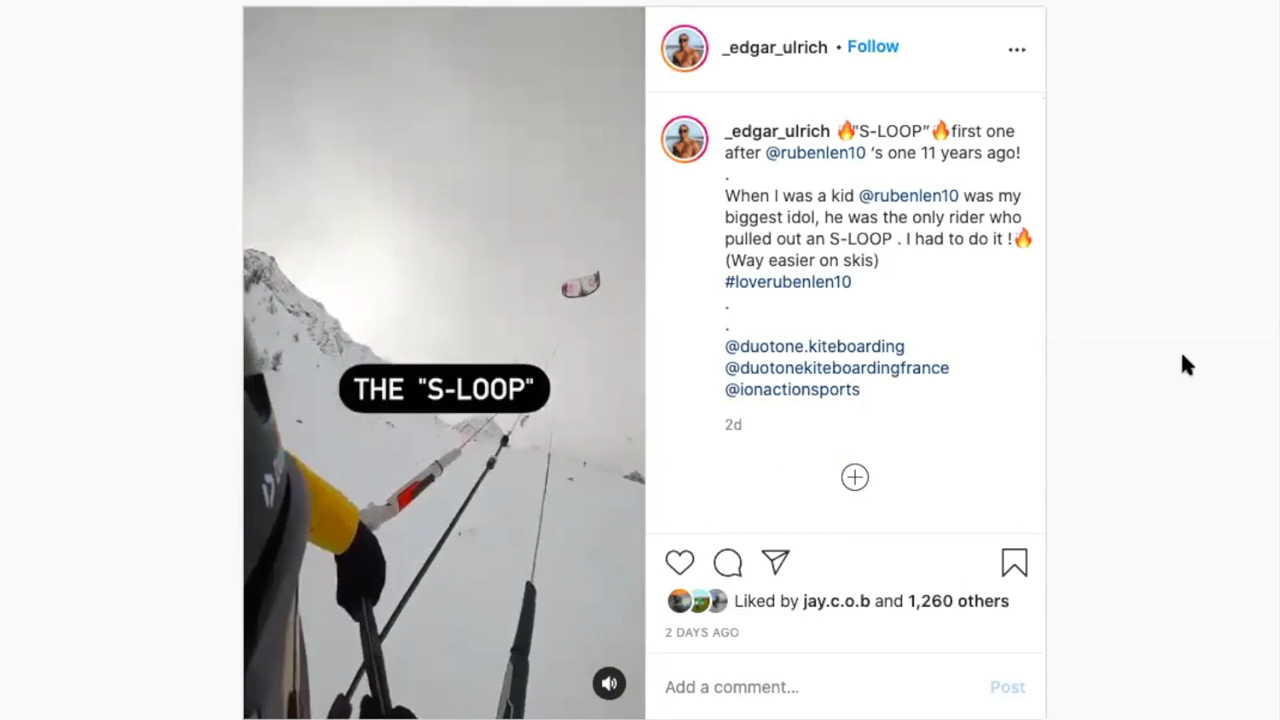 _edgar_ulrich • Follow
_edgar_ulrich 🔥"S-LOOP”🔥first one
after @rubenlen10 ‘s one 11 years ago!
.
When I was a kid @rubenlen10 was my
biggest idol, he was the only rider who
pulled out an S-LOOP . I had to do it !🔥
(Way easier on skis)
#loverubenlen10
.
.
@duotone.kiteboarding
@duotonekiteboardingfrance
@ionactionsports
2d
THE "S-LOOP"
Liked by jay.c.o.b and 1,260 others
2 DAYS AGO
Add a comment... Post